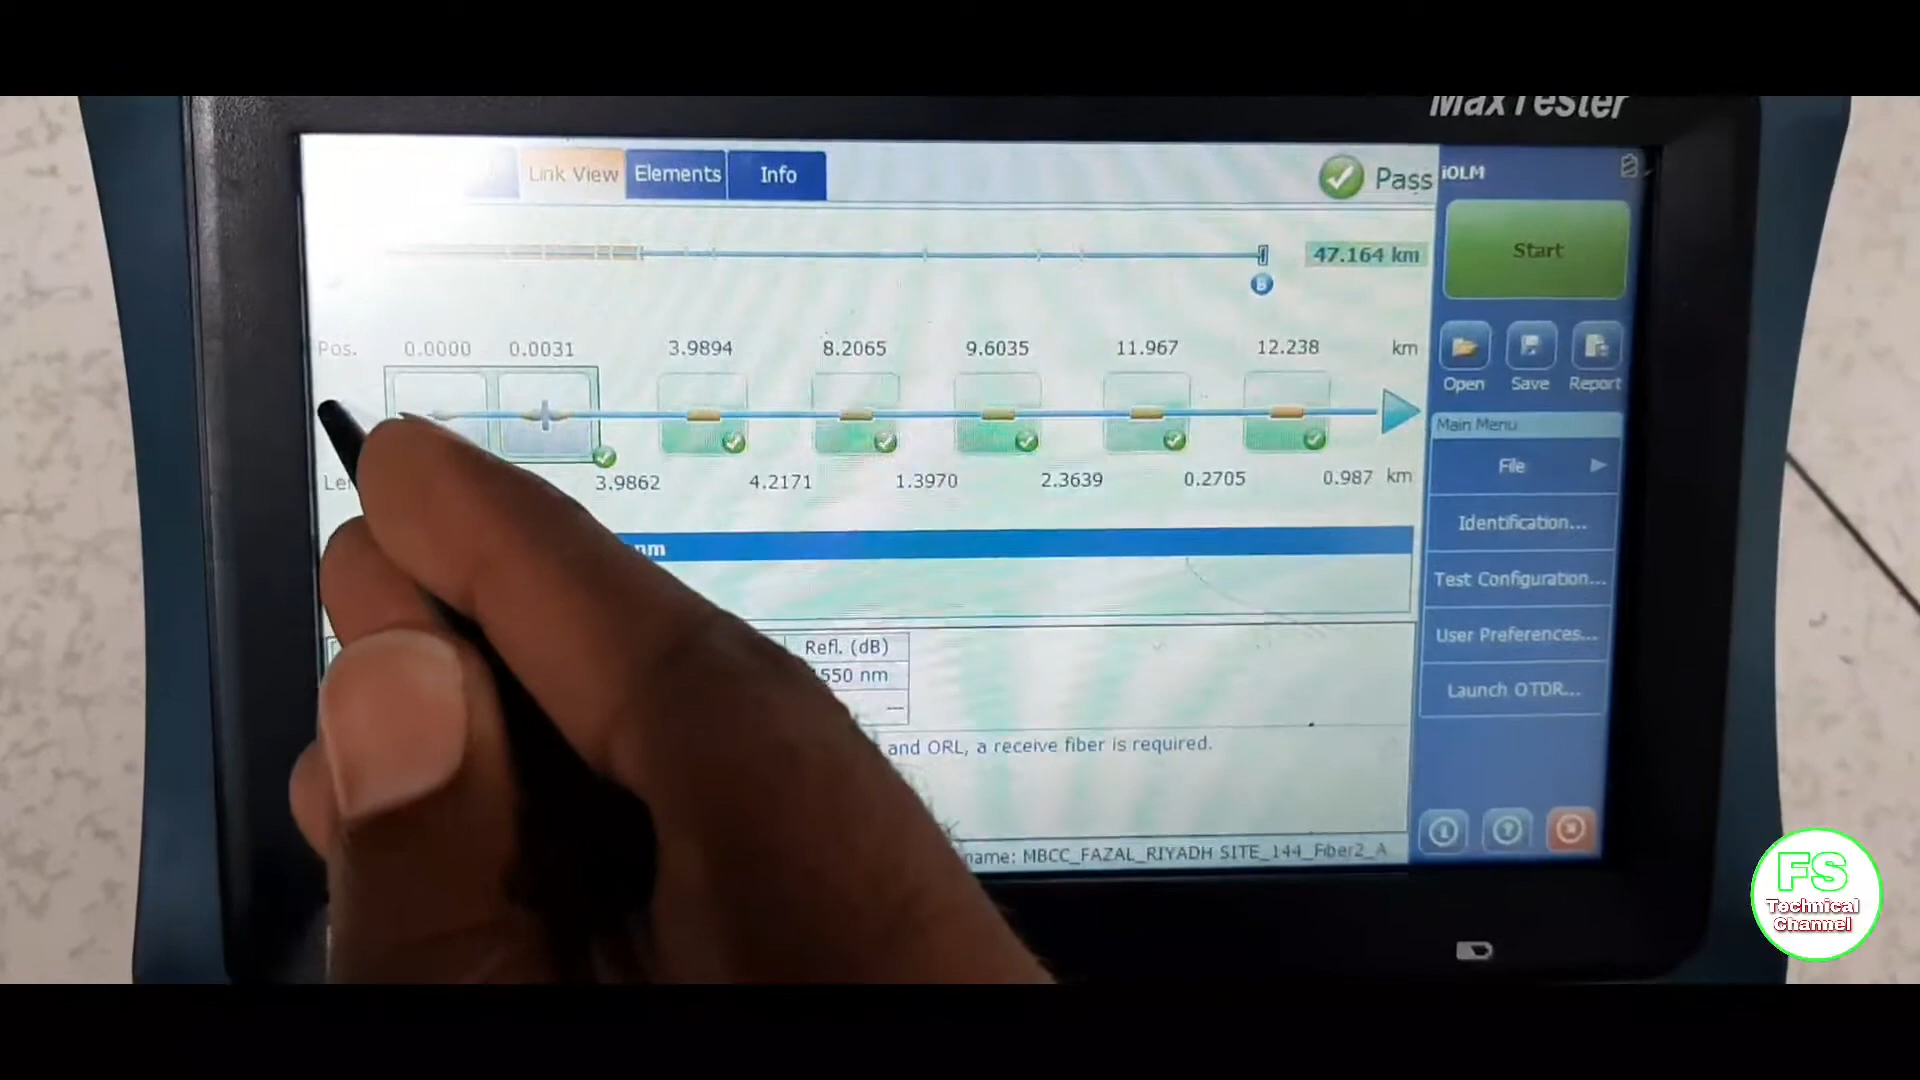 MaxTester
Link View
Elements
Info
Pass
iOLM
Start
47.164 km
B
Pos.
0.0000
0.0031
3.9894
8.2065
9.6035
11.967
12.238
km
Open
Save
Report
Main Menu
File
3.9862
4.2171
1.3970
2.3639
0.2705
0.987
km
Identification...
nm
Test Configuration...
User Preferences...
Refl. (dB)
1550 nm
---
Launch OTDR...
and ORL, a receive fiber is required.
name: MBCC_FAZAL_RIYADH SITE_144_Fiber2_A
FS
Technical
Channel